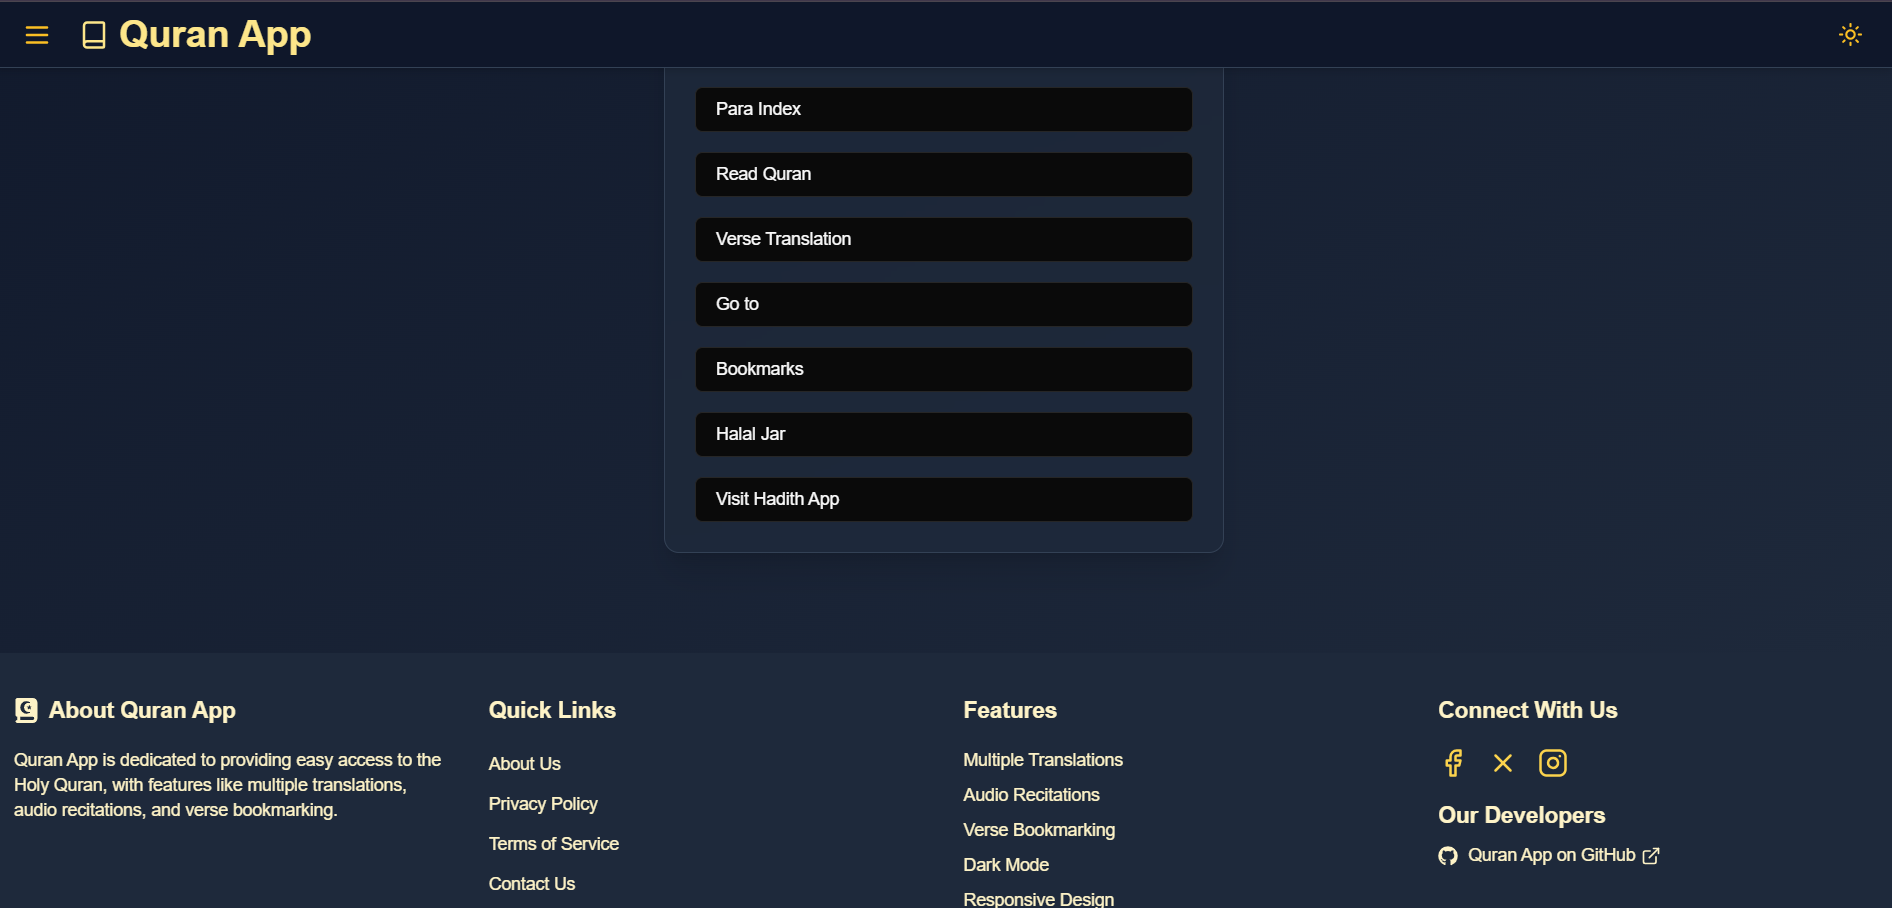 Quran App
Para Index
Read Quran
Verse Translation
Go to
Bookmarks
Halal Jar
Visit Hadith App
About Quran App
Quran App is dedicated to providing easy access to the
Holy Quran, with features like multiple translations,
audio recitations, and verse bookmarking.
Quick Links
About Us
Privacy Policy
Terms of Service
Contact Us
Features
Multiple Translations
Audio Recitations
Verse Bookmarking
Dark Mode
Responsive Design
Connect With Us
Our Developers
Quran App on GitHub